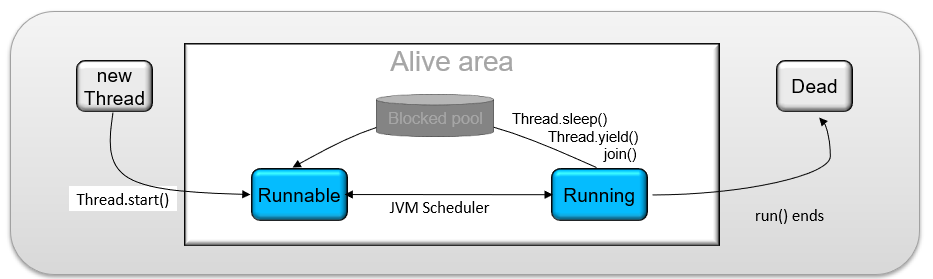 Alive area
new
Thread
Dead
Blocked pool
Thread.sleep()
Thread.yield()
join()
Runnable
Running
Thread.start()
JVM Scheduler
run() ends